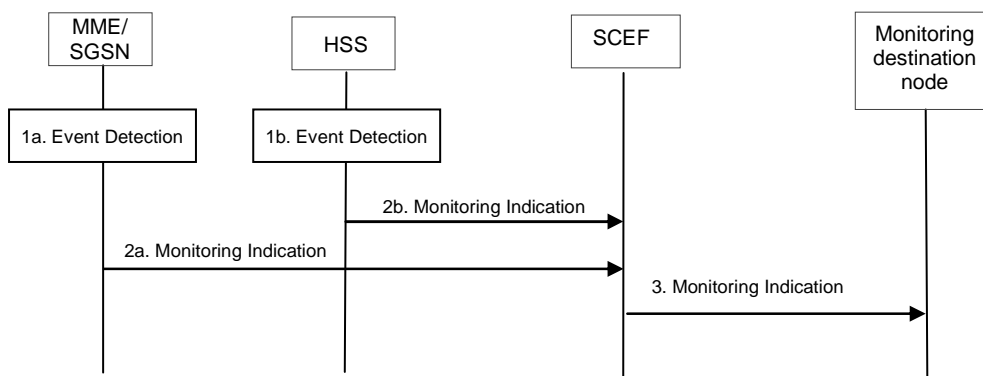 MME/
SGSN
HSS
SCEF
Monitoring
destination
node
1a. Event Detection
1b. Event Detection
2b. Monitoring Indication
2a. Monitoring Indication
3. Monitoring Indication